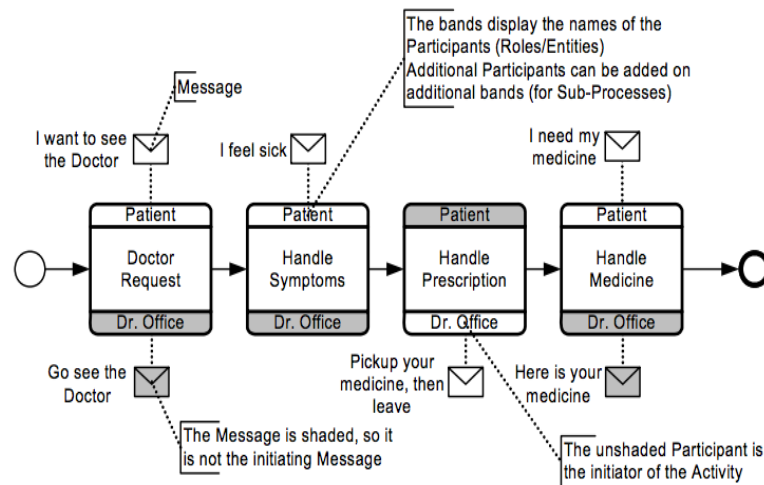 The bands display the names of the
Participants (Roles/Entities)
Additional Participants can be added on
additional bands (for Sub-Processes)
Message
I want to see
the Doctor
I feel sick
I need my
medicine
Patient
Doctor
Request
Dr. Office
Patient
Handle
Symptoms
Dr. Office
Patient
Handle
Prescription
Dr. Office
Patient
Handle
Medicine
Dr. Office
Go see the
Doctor
Pickup your
medicine, then
leave
Here is your
medicine
The Message is shaded, so it
is not the initiating Message
The unshaded Participant is
the initiator of the Activity